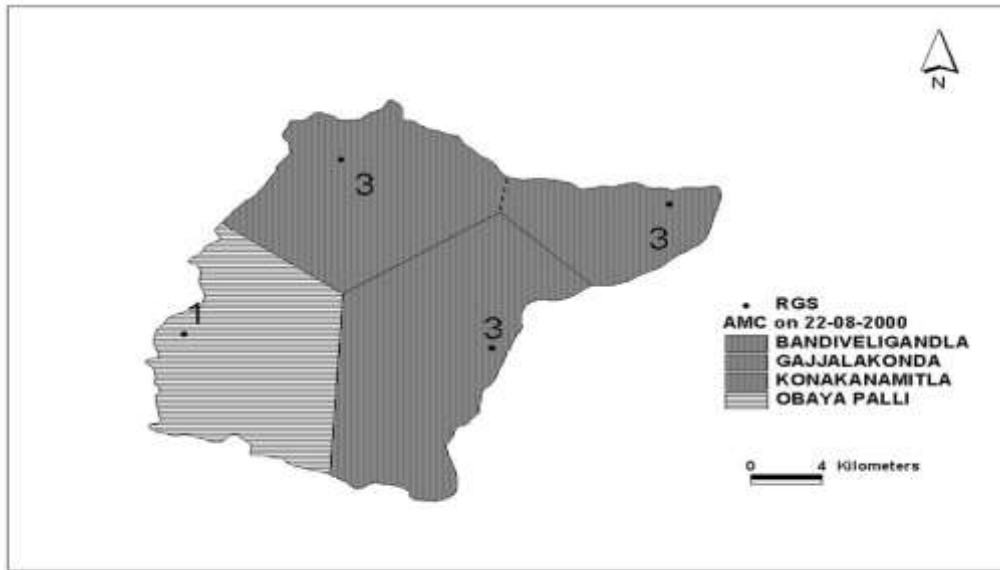 N
3
3
1
3
RGS
AMC on 22-08-2000
BANDIVELIGANDLA
GAJJALAKONDA
KONAKANAMITLA
OBAYA PALLI
0 4 Kilometers